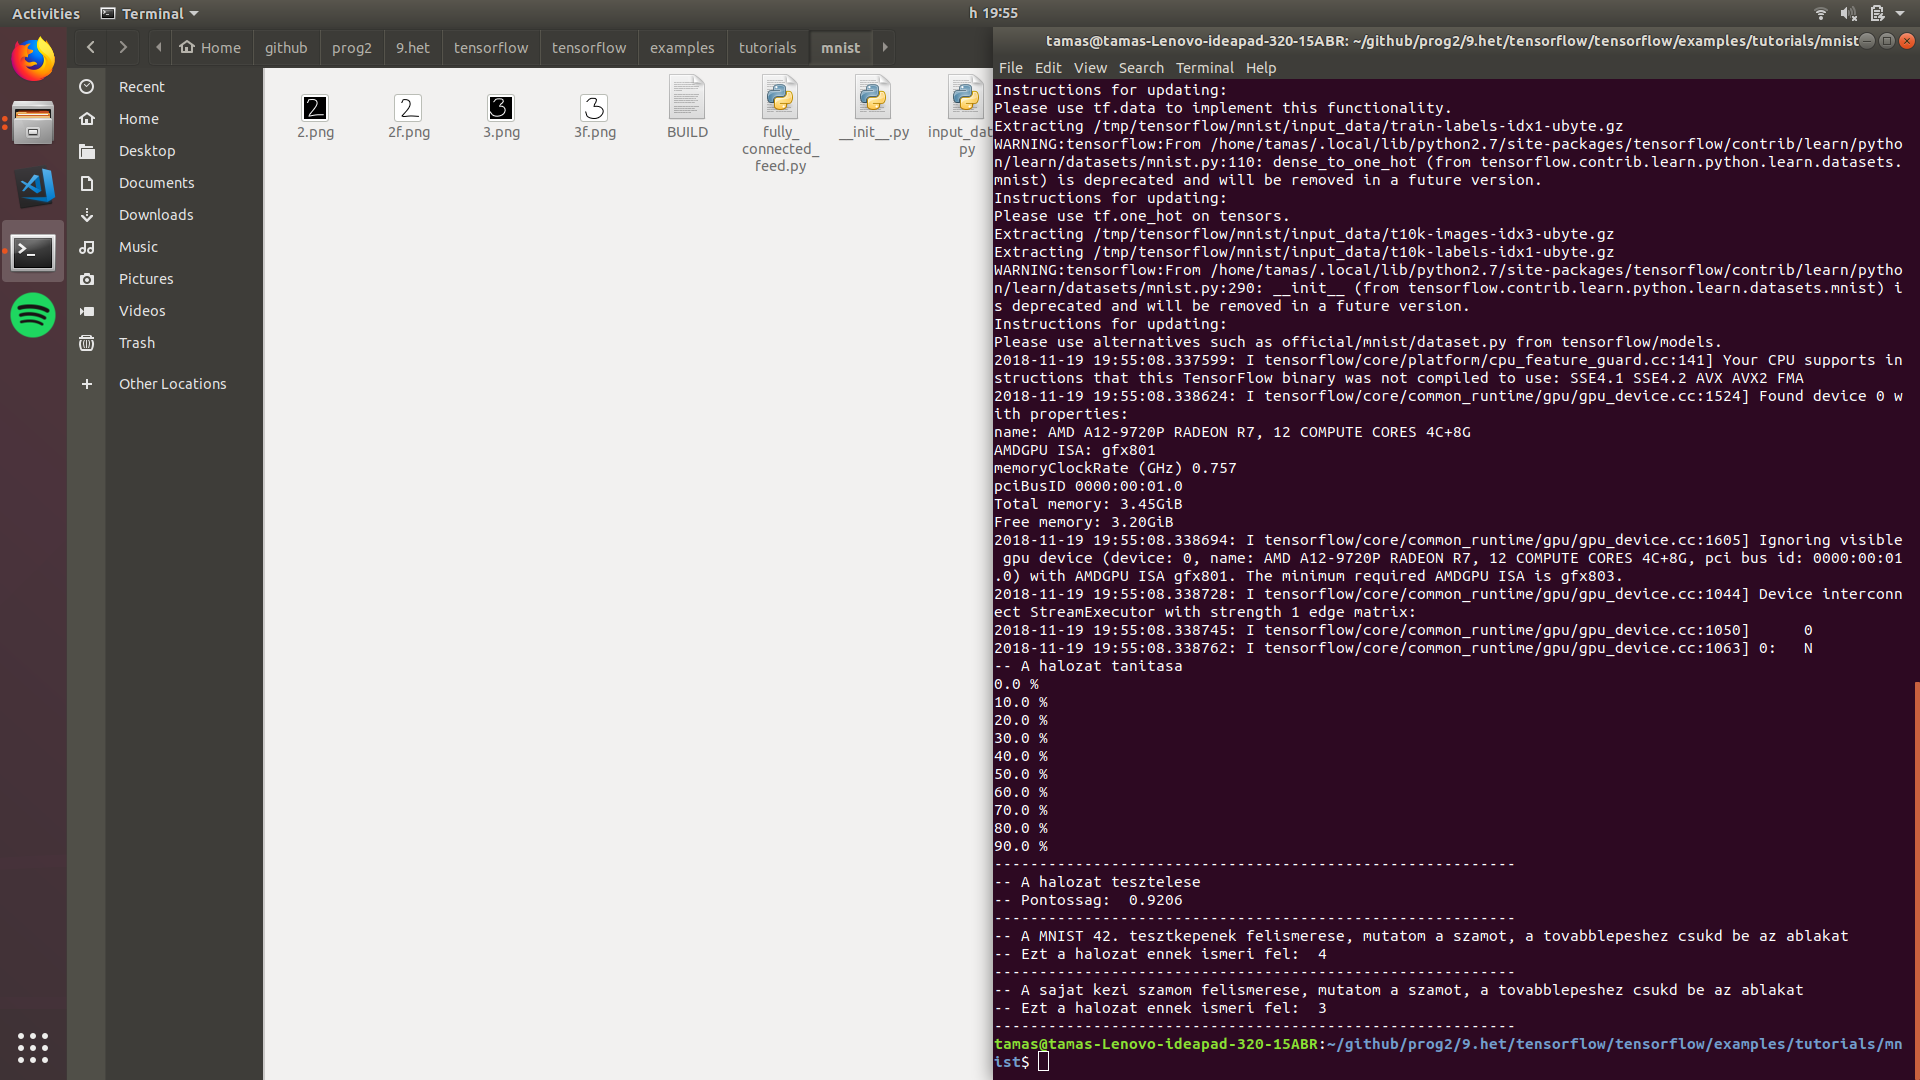 Activities
Terminal
h 19:55
Home
github
prog2
9.het
tensorflow
tensorflow
examples
tutorials
mnist
Recent
Home
Desktop
Documents
Downloads
Music
Pictures
Videos
Trash
Other Locations
2
2.png
2
2f.png
3
3.png
3
3f.png
BUILD
fully_
connected_
feed.py
__init__.py
input_dat
py
tamas@tamas-Lenovo-ideapad-320-15ABR: ~/github/prog2/9.het/tensorflow/tensorflow/examples/tutorials/mnist
File Edit View Search Terminal Help
Instructions for updating:
Please use tf.data to implement this functionality.
Extracting /tmp/tensorflow/mnist/input_data/train-labels-idx1-ubyte.gz
WARNING:tensorflow:From /home/tamas/.local/lib/python2.7/site-packages/tensorflow/contrib/learn/pytho
n/learn/datasets/mnist.py:110: dense_to_one_hot (from tensorflow.contrib.learn.python.learn.datasets.
mnist) is deprecated and will be removed in a future version.
Instructions for updating:
Please use tf.one_hot on tensors.
Extracting /tmp/tensorflow/mnist/input_data/t10k-images-idx3-ubyte.gz
Extracting /tmp/tensorflow/mnist/input_data/t10k-labels-idx1-ubyte.gz
WARNING:tensorflow:From /home/tamas/.local/lib/python2.7/site-packages/tensorflow/contrib/learn/pytho
n/learn/datasets/mnist.py:290: __init__ (from tensorflow.contrib.learn.python.learn.datasets.mnist) i
s deprecated and will be removed in a future version.
Instructions for updating:
Please use alternatives such as official/mnist/dataset.py from tensorflow/models.
2018-11-19 19:55:08.337599: I tensorflow/core/platform/cpu_feature_guard.cc:141] Your CPU supports in
structions that this TensorFlow binary was not compiled to use: SSE4.1 SSE4.2 AVX AVX2 FMA
2018-11-19 19:55:08.338624: I tensorflow/core/common_runtime/gpu/gpu_device.cc:1524] Found device 0 w
ith properties:
name: AMD A12-9720P RADEON R7, 12 COMPUTE CORES 4C+8G
AMDGPU ISA: gfx801
memoryClockRate (GHz) 0.757
pciBusID 0000:00:01.0
Total memory: 3.45GiB
Free memory: 3.20GiB
2018-11-19 19:55:08.338694: I tensorflow/core/common_runtime/gpu/gpu_device.cc:1605] Ignoring visible
 gpu device (device: 0, name: AMD A12-9720P RADEON R7, 12 COMPUTE CORES 4C+8G, pci bus id: 0000:00:01
.0) with AMDGPU ISA gfx801. The minimum required AMDGPU ISA is gfx803.
2018-11-19 19:55:08.338728: I tensorflow/core/common_runtime/gpu/gpu_device.cc:1044] Device interconn
ect StreamExecutor with strength 1 edge matrix:
2018-11-19 19:55:08.338745: I tensorflow/core/common_runtime/gpu/gpu_device.cc:1050]      0
2018-11-19 19:55:08.338762: I tensorflow/core/common_runtime/gpu/gpu_device.cc:1063] 0:   N
-- A halozat tanitasa
0.0 %
10.0 %
20.0 %
30.0 %
40.0 %
50.0 %
60.0 %
70.0 %
80.0 %
90.0 %
----------------------------------------------------------
-- A halozat tesztelese
-- Pontossag:  0.9206
----------------------------------------------------------
-- A MNIST 42. tesztkepenek felismerese, mutatom a szamot, a tovabblepeshez csukd be az ablakat
-- Ezt a halozat ennek ismeri fel:  4
----------------------------------------------------------
-- A sajat kezi szamom felismerese, mutatom a szamot, a tovabblepeshez csukd be az ablakat
-- Ezt a halozat ennek ismeri fel:  3
----------------------------------------------------------
tamas@tamas-Lenovo-ideapad-320-15ABR:~/github/prog2/9.het/tensorflow/tensorflow/examples/tutorials/mn
ist$